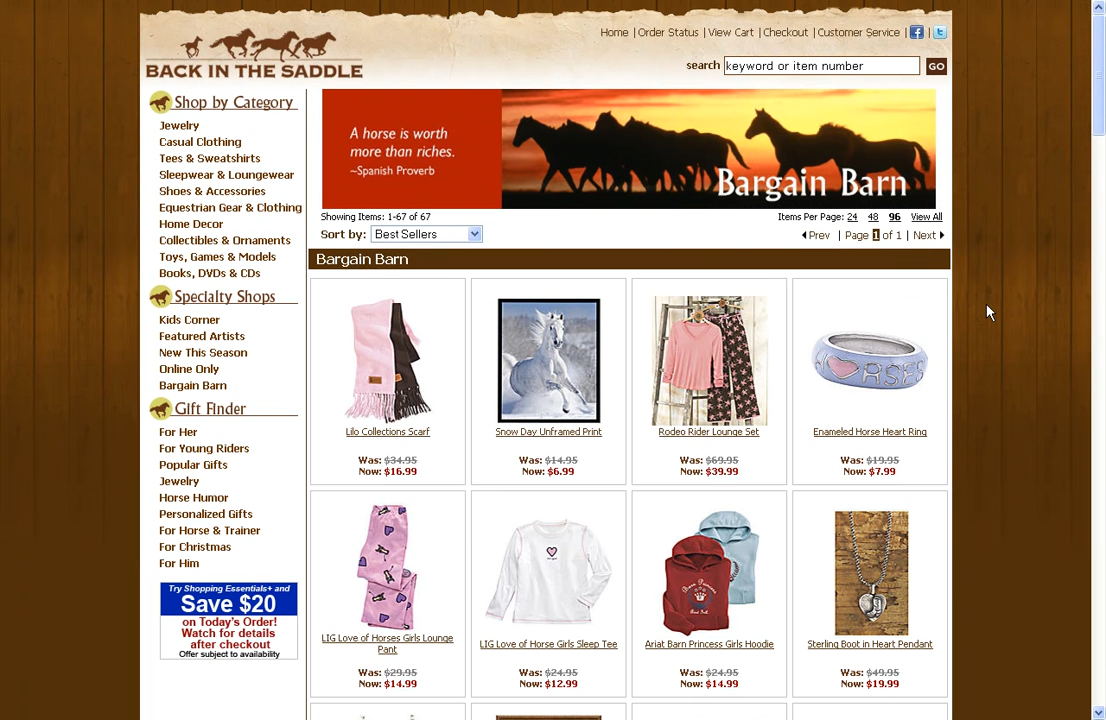 Home | Order Status | View Cart | Checkout | Customer Service |
BACK IN THE SADDLE
search keyword or item number GO
Shop by Category
Jewelry
Casual Clothing
Tees & Sweatshirts
Sleepwear & Loungewear
Shoes & Accessories
Equestrian Gear & Clothing
Home Decor
Collectibles & Ornaments
Toys, Games & Models
Books, DVDs & CDs
Specialty Shops
Kids Corner
Featured Artists
New This Season
Online Only
Bargain Barn
Gift Finder
For Her
For Young Riders
Popular Gifts
Jewelry
Horse Humor
Personalized Gifts
For Horse & Trainer
For Christmas
For Him
Try Shopping Essentials+ and
Save $20
on Today's Order!
Watch for details
after checkout
Offer subject to availability
A horse is worth
more than riches.
~Spanish Proverb
Bargain Barn
Showing Items: 1-67 of 67
Items Per Page: 24 48 96 View All
Sort by: Best Sellers
Prev | Page 1 of 1 | Next
Bargain Barn
Lilo Collections Scarf
Was: $34.95
Now: $16.99
Snow Day Unframed Print
Was: $14.95
Now: $6.99
Rodeo Rider Lounge Set
Was: $69.95
Now: $39.99
HORSES
Enameled Horse Heart Ring
Was: $19.95
Now: $7.99
LIG Love of Horses Girls Lounge
Pant
Was: $29.95
Now: $14.99
LIG Love of Horse Girls Sleep Tee
Was: $24.95
Now: $12.99
Ariat Barn Princess Girls Hoodie
Was: $24.95
Now: $14.99
Sterling Boot in Heart Pendant
Was: $49.95
Now: $19.99